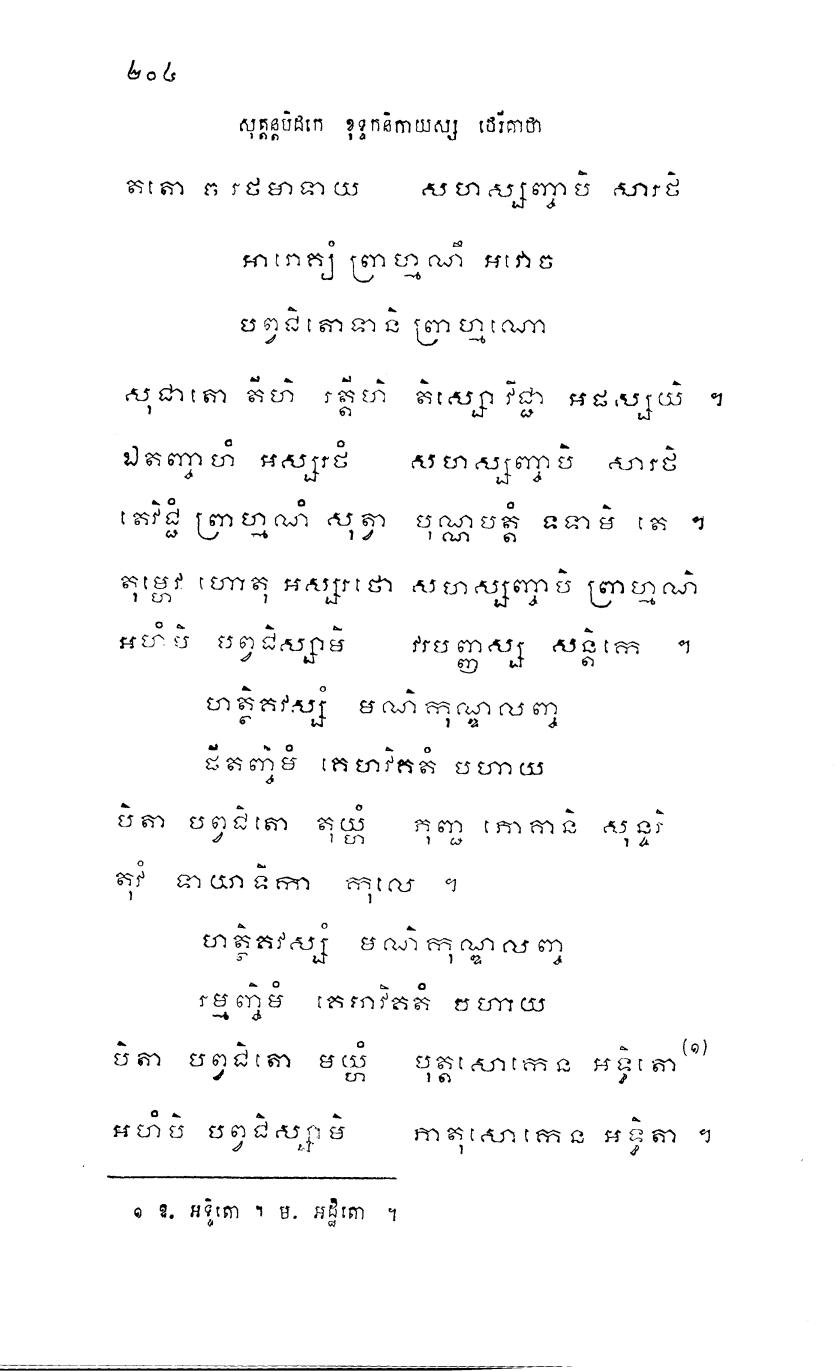 ២០៤
សុត្តន្តបិដកេ ខុទ្ទកនិកាយស្ស ថេរីគាថា
តតោ ច រថមាទាយ សហស្សញ្ចាបិ សារថិ
អារោគ្យំ ព្រាហ្មណឹ អវោច
បព្វជិតោទានិ ព្រាហ្មណោ
សុជាតោ តីហិ រត្តីហិ តិស្សោ វិជ្ជា អផស្សយិ ។
ឯតញ្ចាហំ អស្សរថំ សហស្សញ្ចាបិ សារថិ
តេវិជ្ជំ ព្រាហ្មណំ សុត្វា បុណ្ណបត្តំ ទទាមិ តេ ។
តុម្ហេវ ហោតុ អស្សរថោ សហស្សញ្ចាបិ ព្រាហ្មណិ
អហំបិ បព្វជិស្សាមិ វរបញ្ញស្ស សន្តិកេ ។
ហត្ថិគវស្សំ មណិកុណ្ឌលញ្ច
ផីតញ្ចិមំ គេហវិគតំ បហាយ
បិតា បព្វជិតោ តុយ្ហំ ភុញ្ជ ភោគានិ សុន្ទរិ
តុវំ ទាយាទិកា កុលេ ។
ហត្ថិគវស្សំ មណិកុណ្ឌលញ្ច
រម្មញ្ចិមំ គេហវិគតំ បហាយ
បិតា បព្វជិតោ មយ្ហំ បុត្តសោកេន អទ្ទិតោ(១)
អហំបិ បព្វជិស្សាមិ ភាតុសោកេន អទ្ទិតា ។
១ ឱ. អទ្ទិតោ ។ ម. អដ្ឌិតោ ។